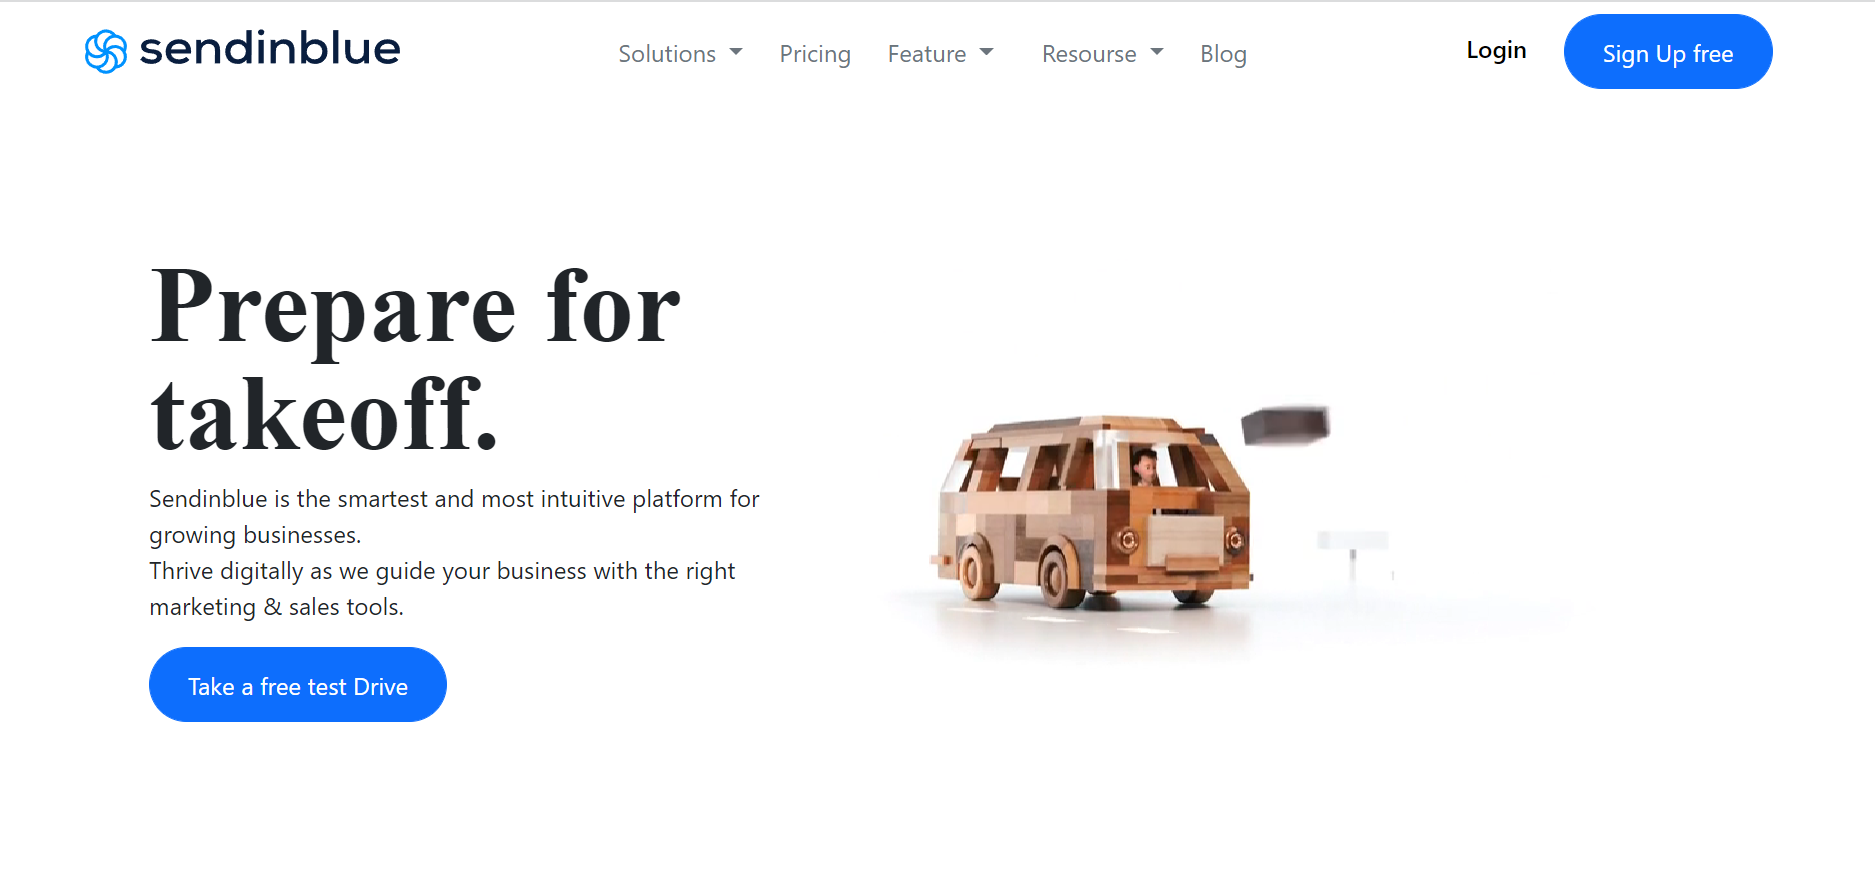 sendinblue
Solutions Pricing Feature Resourse Blog
Login
Sign Up free
Prepare for
takeoff.
Sendinblue is the smartest and most intuitive platform for
growing businesses.
Thrive digitally as we guide your business with the right
marketing & sales tools.
Take a free test Drive